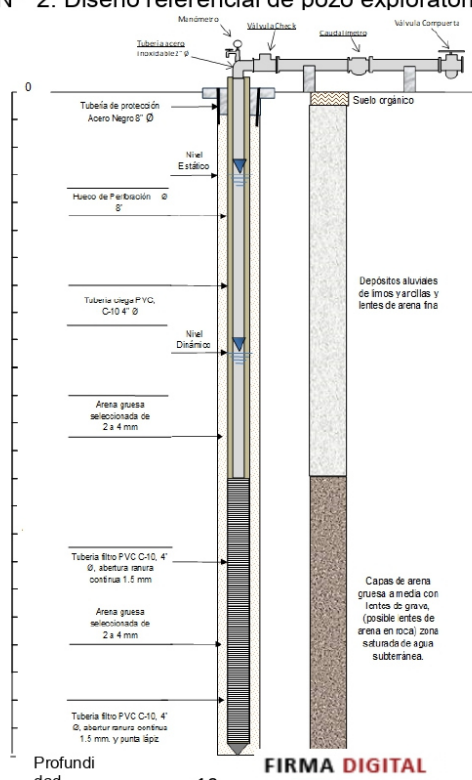 N° 2. Diseño referencial de pozo explorator
Manómetro
Válvula Check
Válvula Compuerta
Caudalímetro
Tubería acero
Inoxidable 2" Ø
0
Suelo orgánico
Tubería de protección
Acero Negro 8" Ø
Nivel
Estático
Hueco de Perforación Ø
8"
Tubería ciega PVC,
C-10 4" Ø
Nivel
Dinámico
Depósitos aluviales
de limos y arcillas y
lentes de arena fina
Arena gruesa
seleccionada de
2 a 4 mm
Tubería filtro PVC C-10, 4"
Ø, abertura ranura
continua 1.5 mm
Arena gruesa
seleccionada de
2 a 4 mm
Capas de arena
gruesa a media con
lentes de grava,
(posible entes de
arena en roca) zona
saturada de agua
subterránea.
Tubería filtro PVC C-10, 4"
Ø, abertur ranura continua
1.5 mm. y punta lápiz
Profundi
FIRMA DIGITAL